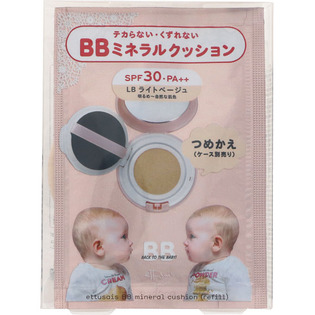 テカらない・くずれない
BBミネラルクッション
SPF30・PA++
LB ライトベージュ
明るめ〜自然な肌色
つめかえ
(ケース別売り)
BB
BACK TO THE BABY!
CREAM
POWDER
ettusais BB mineral cushion (refill)